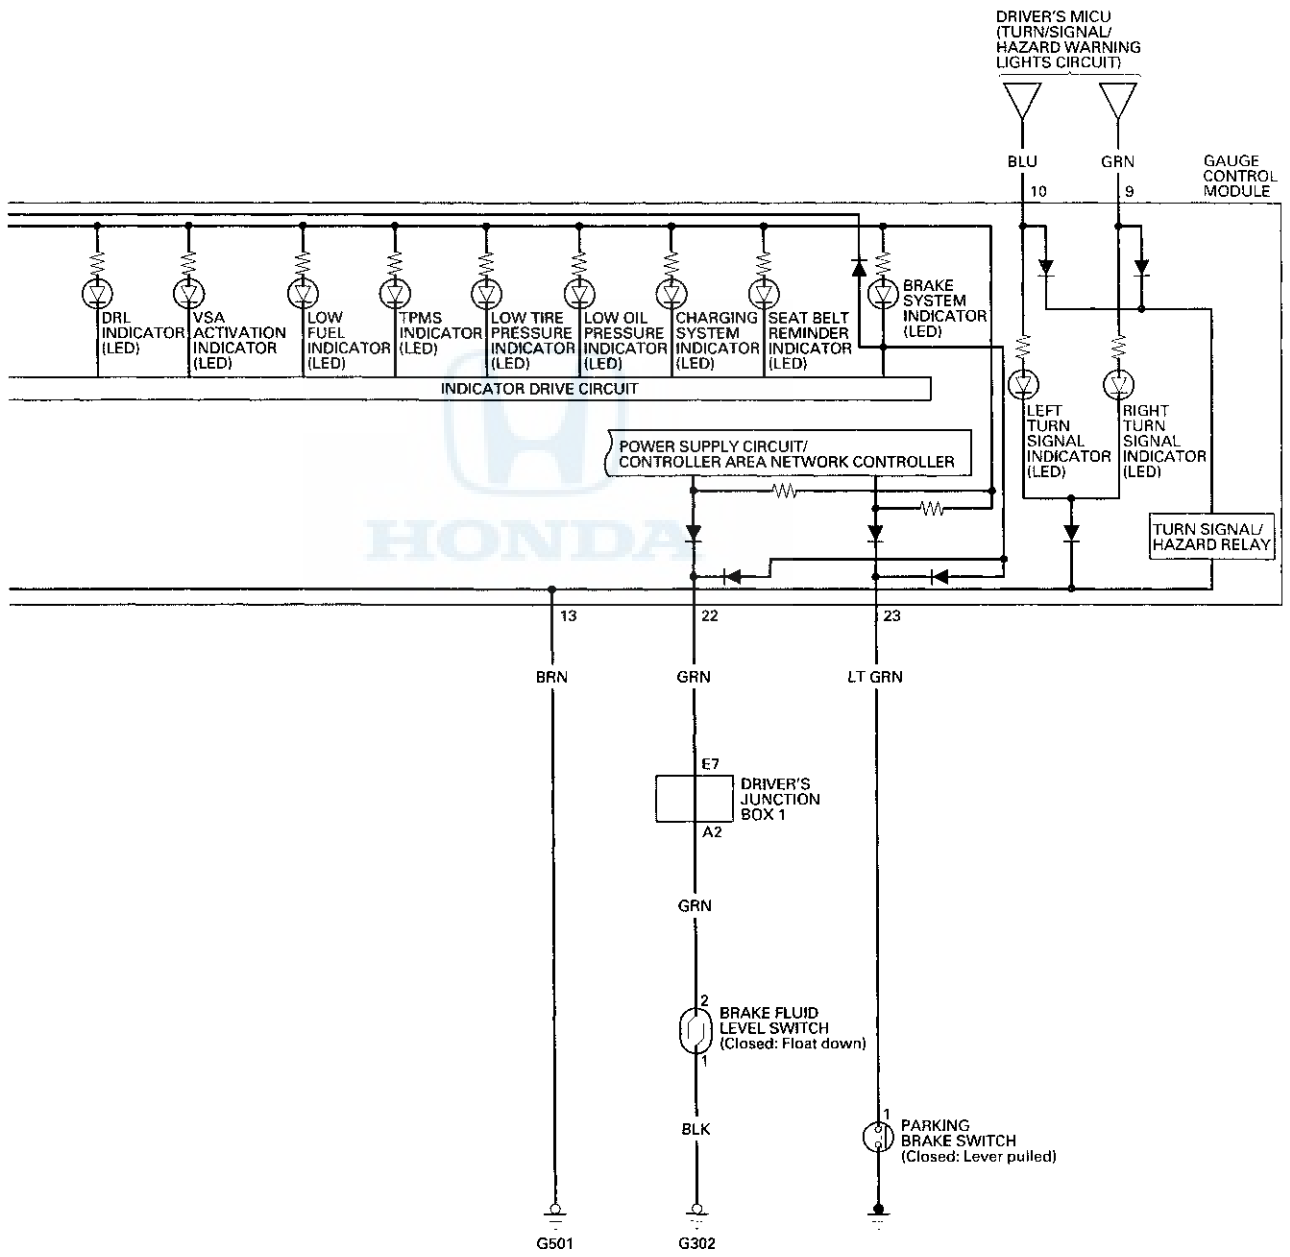 DRIVER'S MICU
(TURN/SIGNAL/
HAZARD WARNING
LIGHTS CIRCUIT)
BLU
GRN
GAUGE
CONTROL
MODULE
10
9
DRL
INDICATOR
(LED)
VSA
ACTIVATION
INDICATOR
(LED)
LOW
FUEL
INDICATOR
(LED)
TPMS
INDICATOR
(LED)
LOW TIRE
PRESSURE
INDICATOR
(LED)
LOW OIL
PRESSURE
INDICATOR
(LED)
CHARGING
SYSTEM
INDICATOR
(LED)
SEAT BELT
REMINDER
INDICATOR
(LED)
BRAKE
SYSTEM
INDICATOR
(LED)
INDICATOR DRIVE CIRCUIT
LEFT
TURN
SIGNAL
INDICATOR
(LED)
RIGHT
TURN
SIGNAL
INDICATOR
(LED)
POWER SUPPLY CIRCUIT/
CONTROLLER AREA NETWORK CONTROLLER
HONDA
TURN SIGNAL/
HAZARD RELAY
13
22
23
BRN
GRN
LT GRN
E7
DRIVER'S
JUNCTION
BOX 1
A2
GRN
2
BRAKE FLUID
LEVEL SWITCH
(Closed: Float down)
1
BLK
1
PARKING
BRAKE SWITCH
(Closed: Lever pulled)
G501
G302